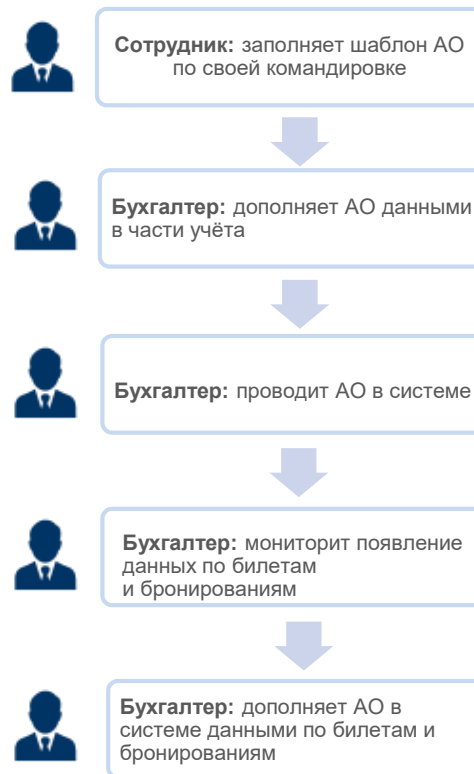 Сотрудник: заполняет шаблон АО
по своей командировке
Бухгалтер: дополняет АО данными
в части учёта
Бухгалтер: проводит АО в системе
Бухгалтер: мониторит появление
данных по билетам
и бронированиям
Бухгалтер: дополняет АО в
системе данными по билетам и
бронированиям